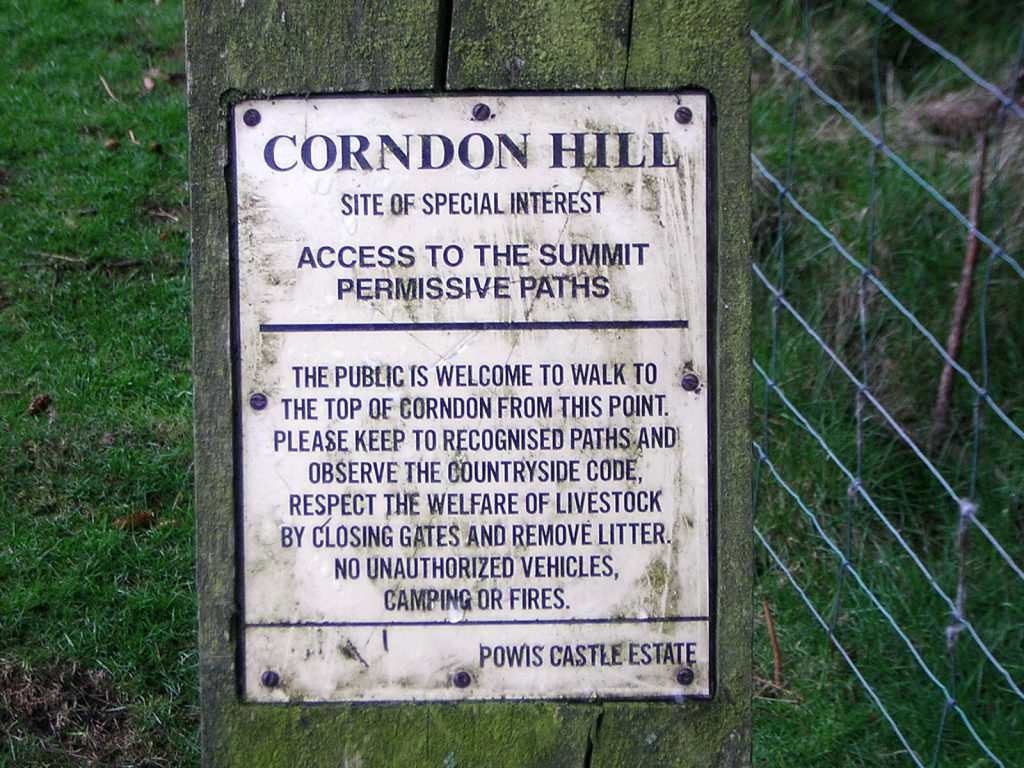 CORNDON HILL
SITE OF SPECIAL INTEREST
ACCESS TO THE SUMMIT
PERMISSIVE PATHS
THE PUBLIC IS WELCOME TO WALK TO
THE TOP OF CORNDON FROM THIS POINT.
PLEASE KEEP TO RECOGNISED PATHS AND
OBSERVE THE COUNTRYSIDE CODE,
RESPECT THE WELFARE OF LIVESTOCK
BY CLOSING GATES AND REMOVE LITTER.
NO UNAUTHORIZED VEHICLES,
CAMPING OR FIRES.
POWIS CASTLE ESTATE